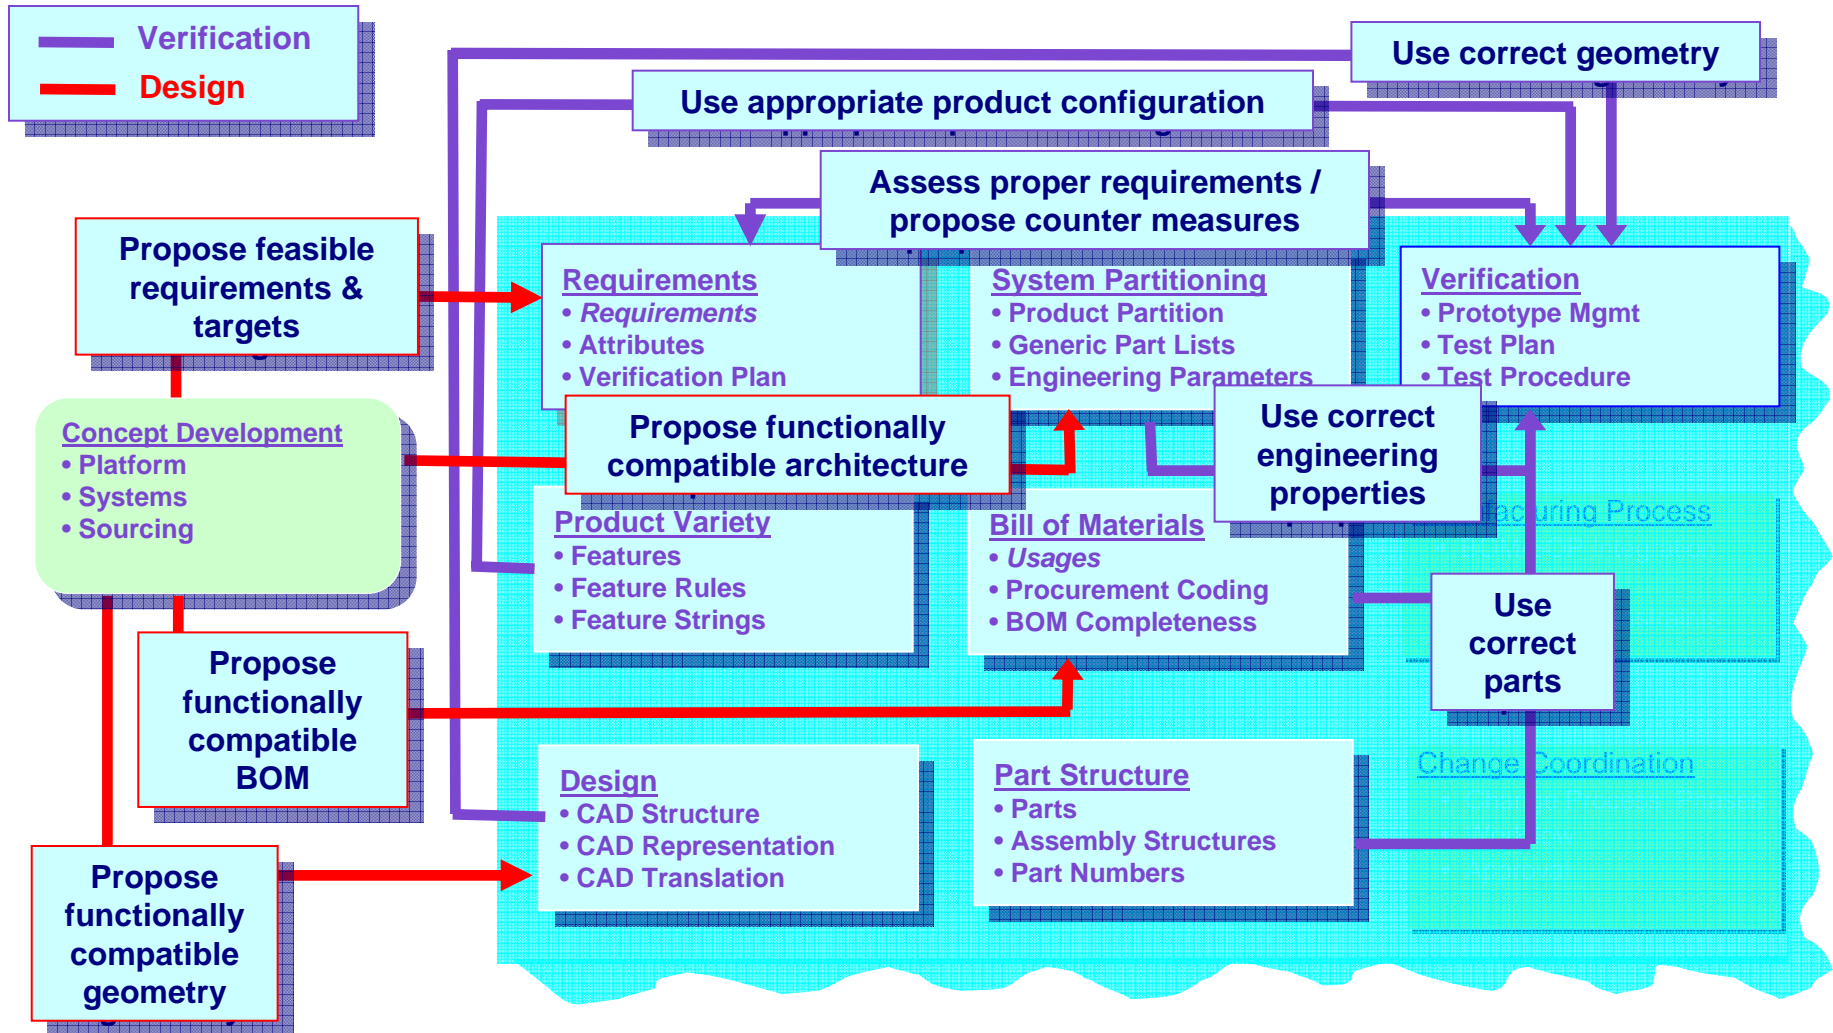 Verification
Design
Use correct geometry
Use appropriate product configuration
Assess proper requirements /
propose counter measures
Propose feasible
requirements &
targets
Requirements
• Requirements
• Attributes
• Verification Plan
System Partitioning
• Product Partition
• Generic Part Lists
• Engineering Parameters
Verification
• Prototype Mgmt
• Test Plan
• Test Procedure
Concept Development
• Platform
• Systems
• Sourcing
Propose functionally
compatible architecture
Use correct
engineering
properties
Product Variety
• Features
• Feature Rules
• Feature Strings
Bill of Materials
• Usages
• Procurement Coding
• BOM Completeness
facturing Process
Use
correct
parts
Propose
functionally
compatible
BOM
Design
• CAD Structure
• CAD Representation
• CAD Translation
Part Structure
• Parts
• Assembly Structures
• Part Numbers
Change Coordination
Propose
functionally
compatible
geometry